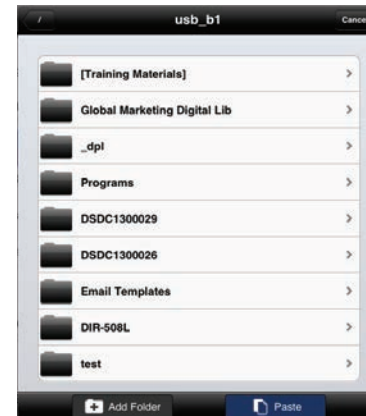 / usb_b1 Cance
[Training Materials]
Global Marketing Digital Lib
_dpl
Programs
DSDC1300029
DSDC1300026
Email Templates
DIR-508L
test
Add Folder Paste